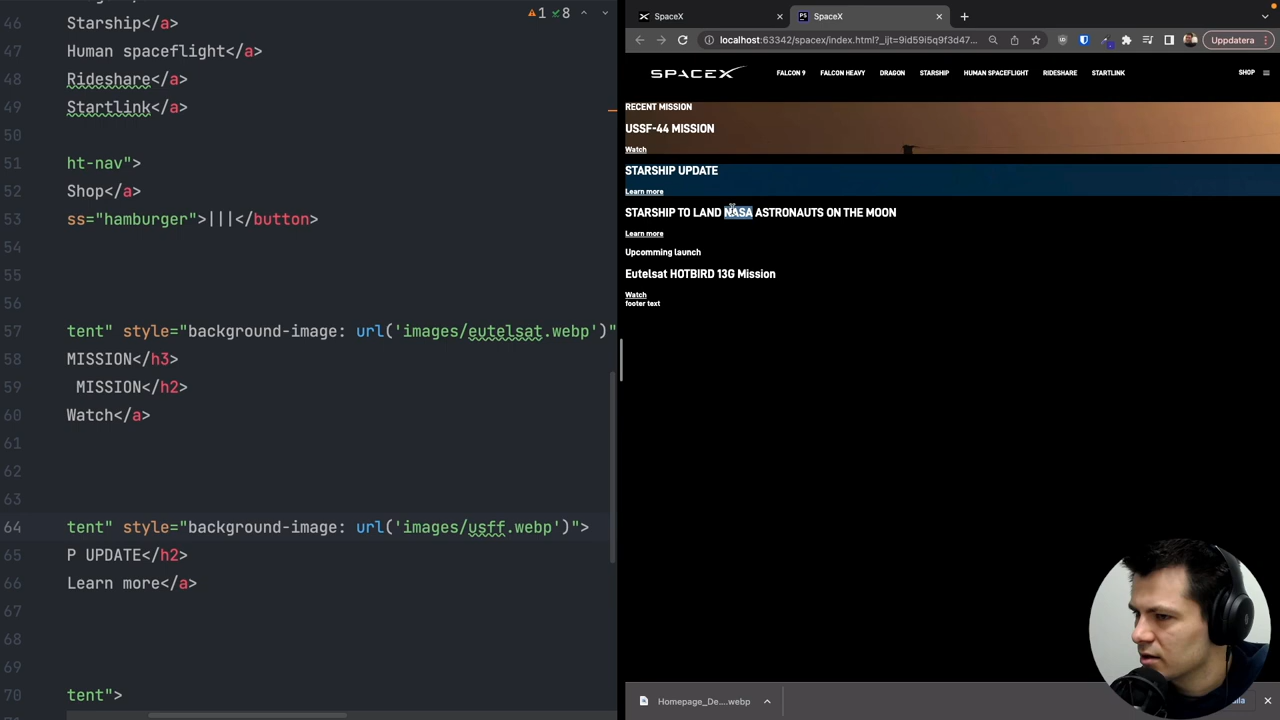 46 Starship</a>
47 Human spaceflight</a>
48 Rideshare</a>
49 Startlink</a>
50
51 ht-nav">
52 Shop</a>
53 ss="hamburger">|||</button>
54
55
56
57 tent" style="background-image: url('images/eutelsat.webp')"
58 MISSION</h3>
59 MISSION</h2>
60 Watch</a>
61
62
63
64 tent" style="background-image: url('images/usff.webp')">
65 P UPDATE</h2>
66 Learn more</a>
67
68
69
70 tent">
1 8
SpaceX
SpaceX
localhost:63342/spacex/index.html?_ijt=9id59i5q9f3d47...
Uppdatera
SPACEX FALCON 9 FALCON HEAVY DRAGON STARSHIP HUMAN SPACEFLIGHT RIDESHARE STARTLINK SHOP
RECENT MISSION
USSF-44 MISSION
Watch
STARSHIP UPDATE
Learn more
STARSHIP TO LAND NASA ASTRONAUTS ON THE MOON
Learn more
Upcomming launch
Eutelsat HOTBIRD 13G Mission
Watch
footer text
Homepage_De....webp